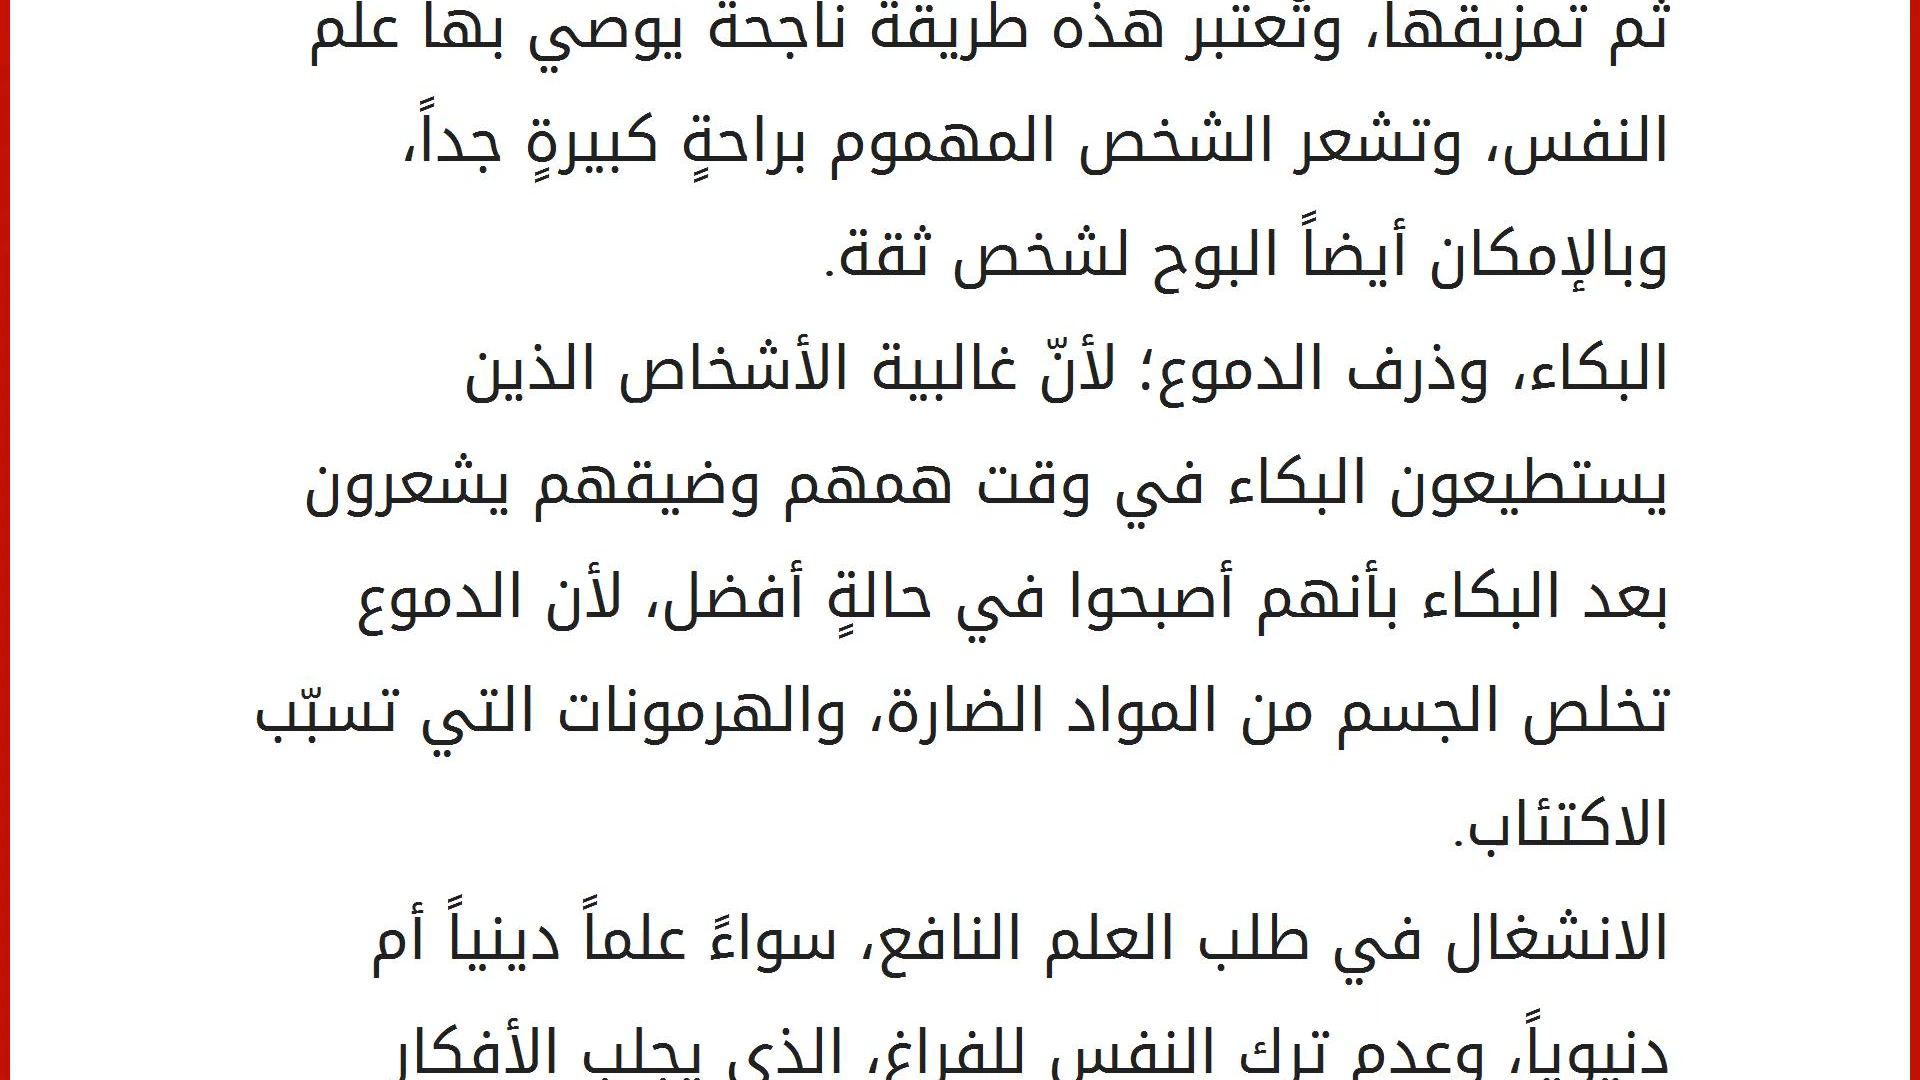 ثم تمزيقها، وتعتبر هذه طريقة ناجحة يوصي بها علم
النفس، وتشعر الشخص المهموم براحةٍ كبيرةٍ جداً،
وبالإمكان أيضاً البوح لشخص ثقة.
البكاء، وذرف الدموع؛ لأنّ غالبية الأشخاص الذين
يستطيعون البكاء في وقت همهم وضيقهم يشعرون
بعد البكاء بأنهم أصبحوا في حالةٍ أفضل، لأن الدموع
تخلص الجسم من المواد الضارة، والهرمونات التي تسبّب
الاكتئاب.
الانشغال في طلب العلم النافع، سواءً علماً دينياً أم
دنيوياً، وعدم ترك النفس للفراغ، الذي يجلب الأفكار